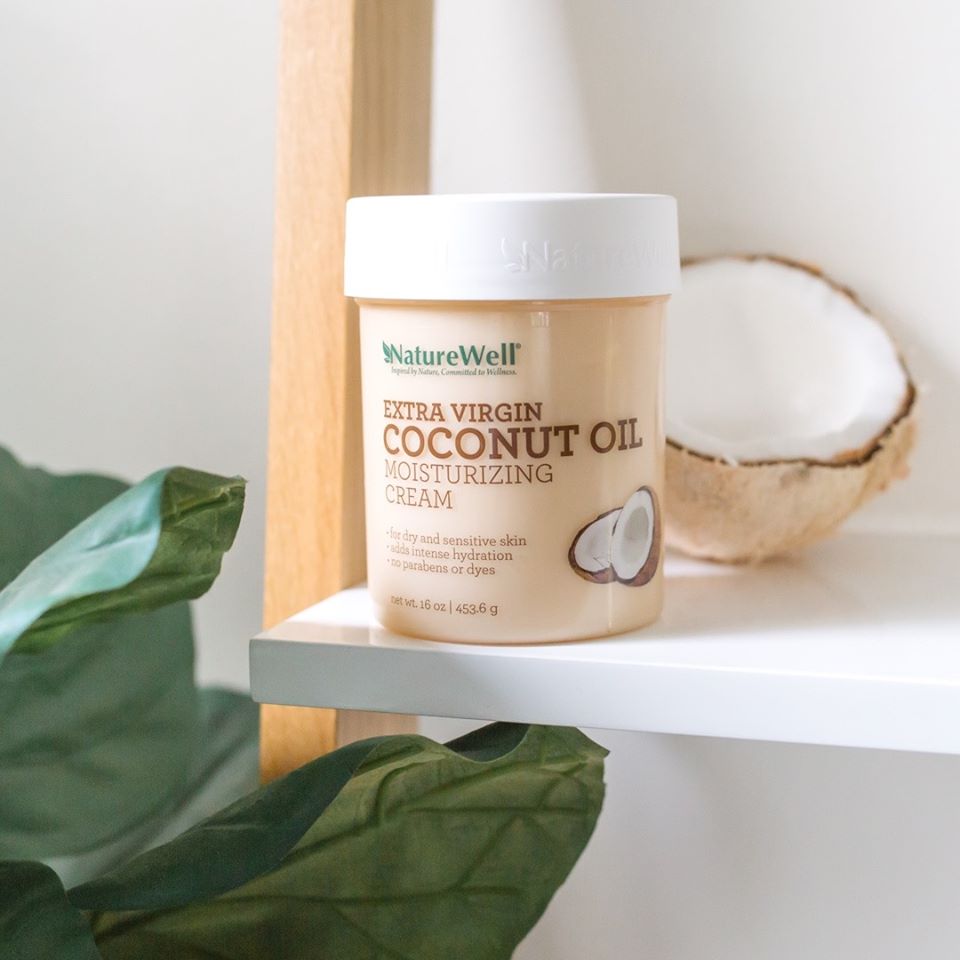 NatureWell
NatureWell®
Inspired by Nature, Committed to Wellness.
EXTRA VIRGIN
COCONUT OIL
MOISTURIZING
CREAM
· for dry and sensitive skin
· adds intense hydration
· no parabens or dyes
net wt. 16 oz | 453.6 g